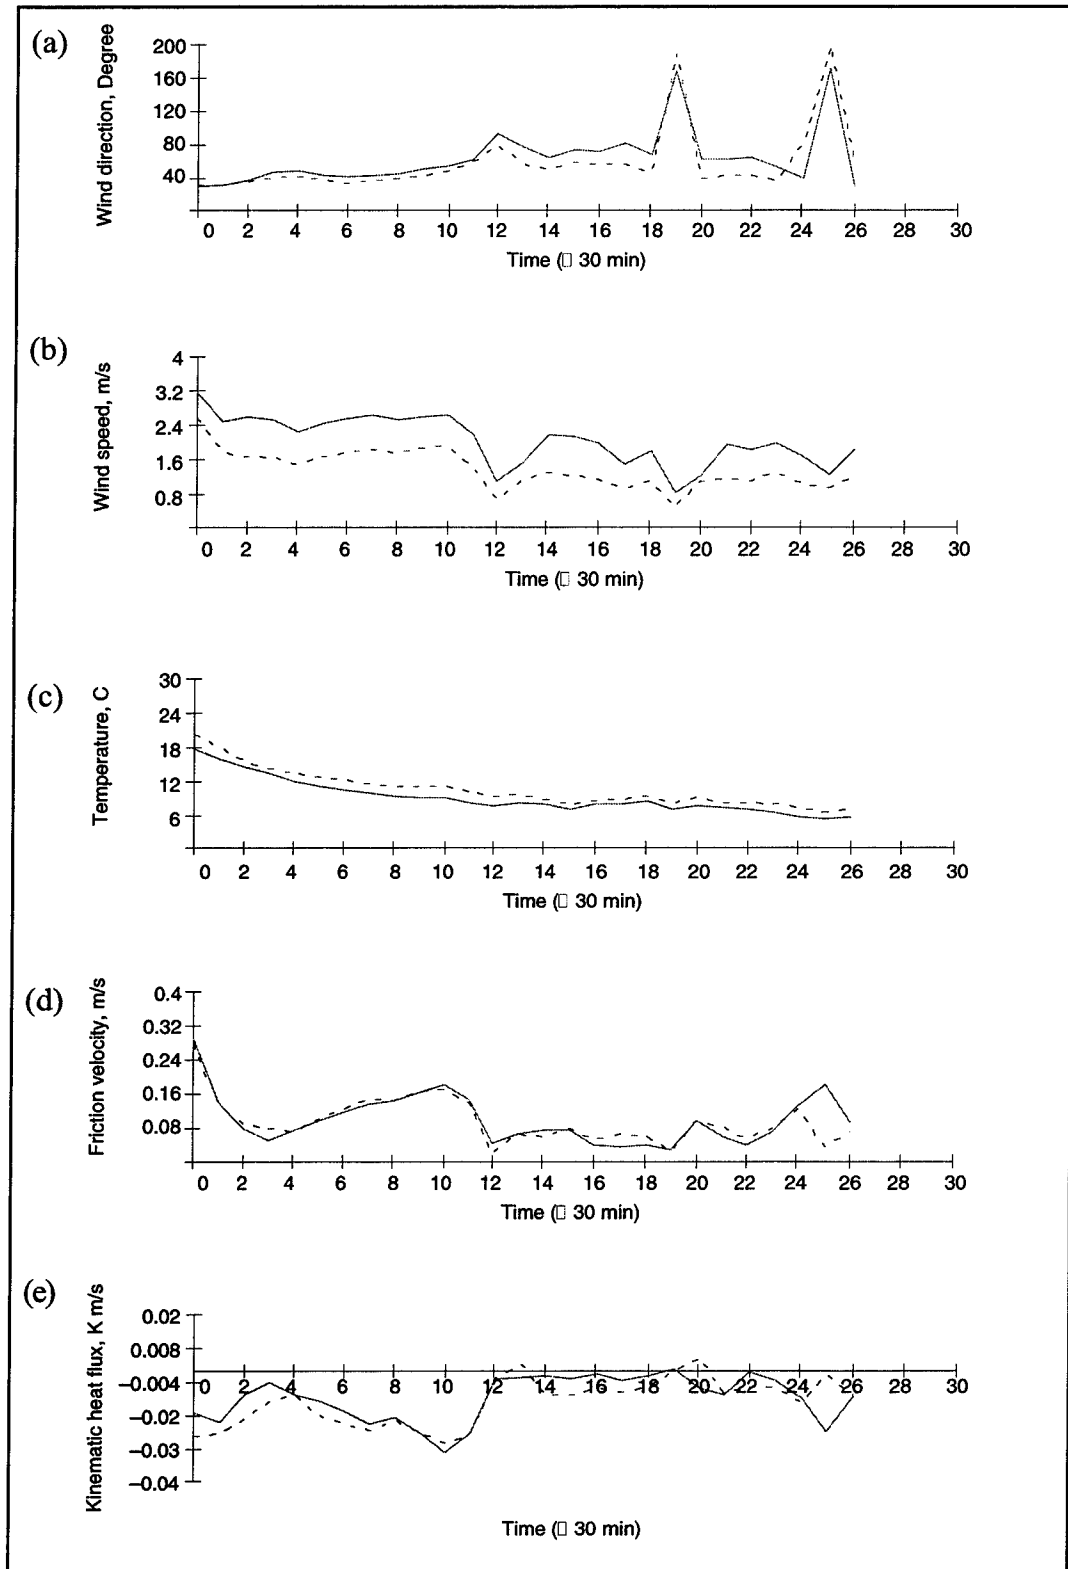 (a)
Wind direction, Degree
200
160
120
80
40
0 2 4 6 8 10 12 14 16 18 20 22 24 26 28 30
Time (▯ 30 min)
(b)
Wind speed, m/s
4
3.2
2.4
1.6
0.8
0 2 4 6 8 10 12 14 16 18 20 22 24 26 28 30
Time (▯ 30 min)
(c)
Temperature, C
30
24
18
12
6
0 2 4 6 8 10 12 14 16 18 20 22 24 26 28 30
Time (▯ 30 min)
(d)
Friction velocity, m/s
0.4
0.32
0.24
0.16
0.08
0 2 4 6 8 10 12 14 16 18 20 22 24 26 28 30
Time (▯ 30 min)
(e)
Kinematic heat flux, K m/s
0.02
0.008
−0.004
−0.02
−0.03
−0.04
0 2 4 6 8 10 12 14 16 18 20 22 24 26 28 30
Time (▯ 30 min)